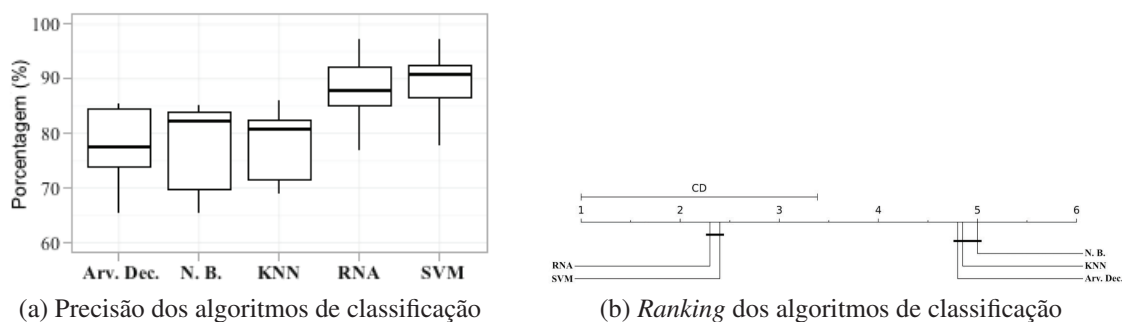 Porcentagem (%)
100
90
80
70
60
Arv. Dec. N. B. KNN RNA SVM
(a) Precisão dos algoritmos de classificação
CD
1 2 3 4 5 6
RNA
SVM
N. B.
KNN
Arv. Dec.
(b) Ranking dos algoritmos de classificação